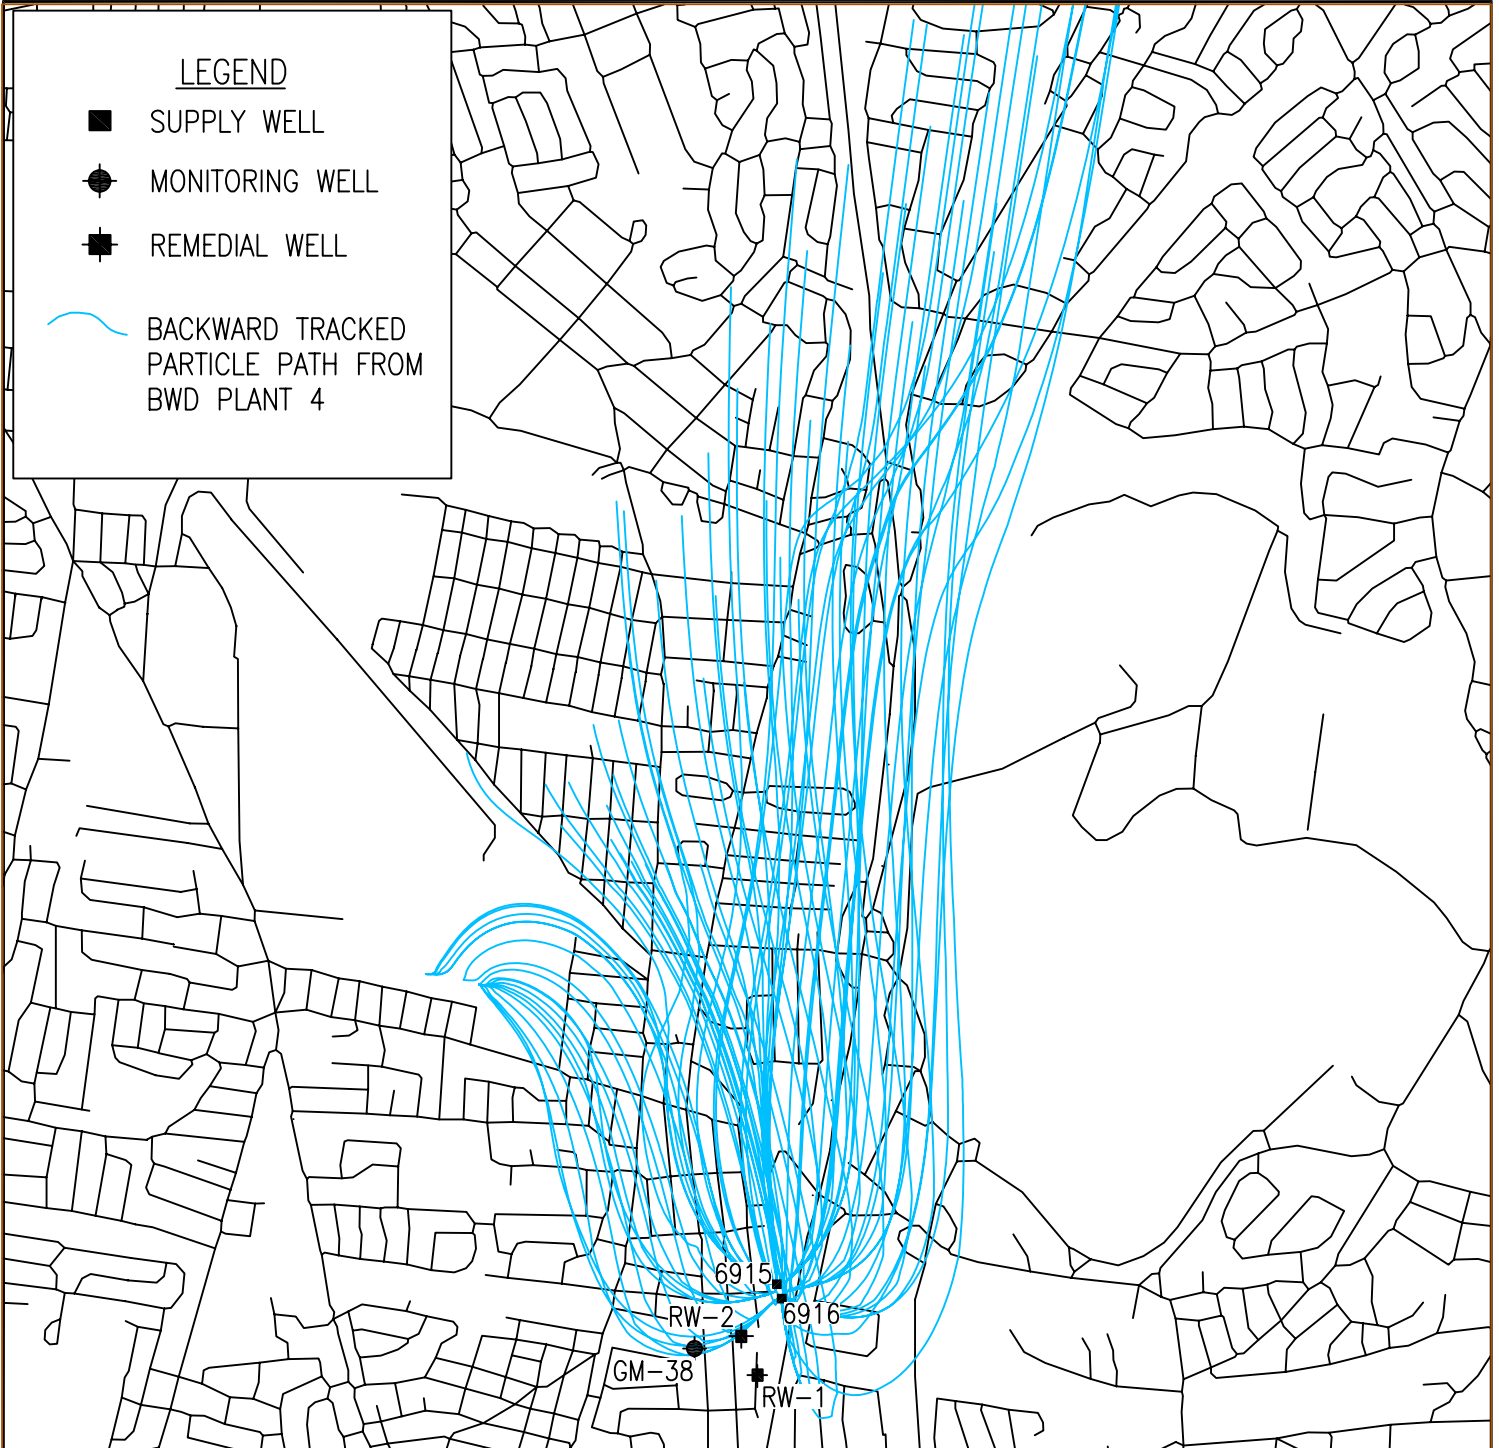 LEGEND
SUPPLY WELL
MONITORING WELL
REMEDIAL WELL
BACKWARD TRACKED
PARTICLE PATH FROM
BWD PLANT 4
6915
6916
RW-2
GM-38
RW-1